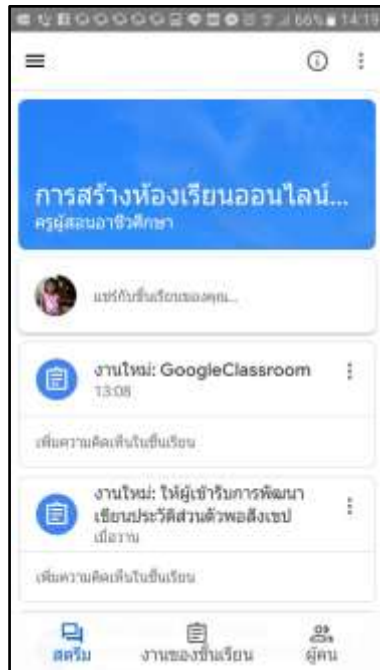 66% 14:19
การสร้างห้องเรียนออนไลน์...
ครูผู้สอนอาชีวศึกษา
แชร์กับชั้นเรียนของคุณ...
งานใหม่: GoogleClassroom
13:08
เพิ่มความคิดเห็นในชั้นเรียน
งานใหม่: ให้ผู้เข้ารับการพัฒนา
เขียนประวัติส่วนตัวพอสังเขป
เมื่อวาน
เพิ่มความคิดเห็นในชั้นเรียน
สตรีม งานของชั้นเรียน ผู้คน